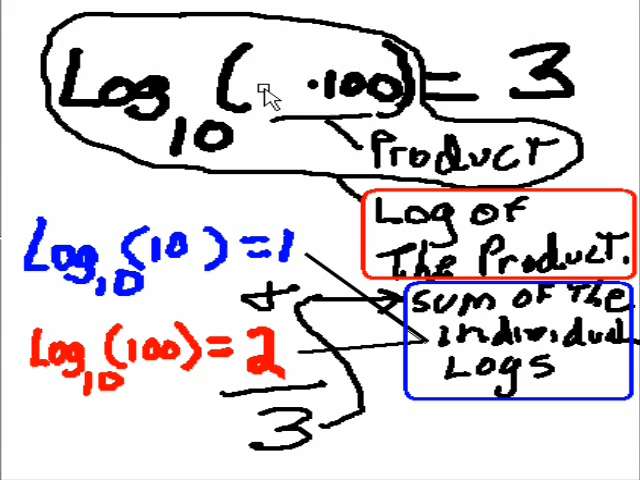 Log10( .100) = 3
Product
Log of
The Product.
Log10(10) = 1
+
sum of the
individual
Logs
Log10(100) = 2
3